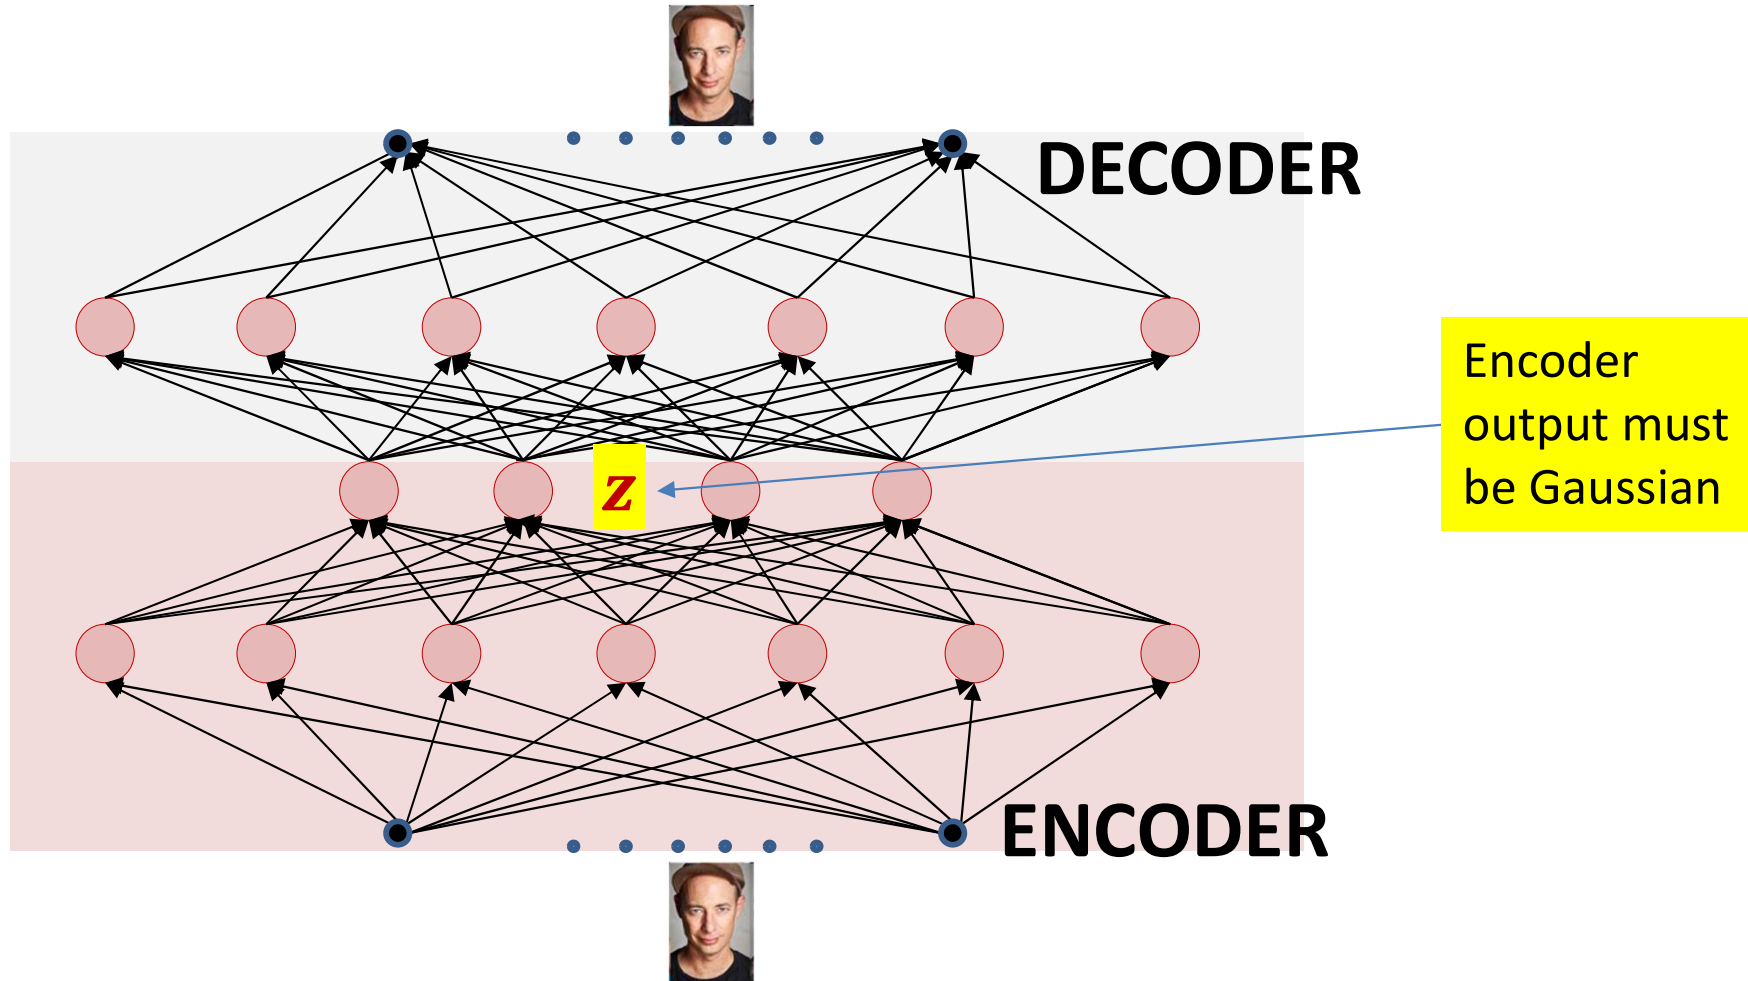 DECODER
Encoder
output must
be Gaussian
z
ENCODER